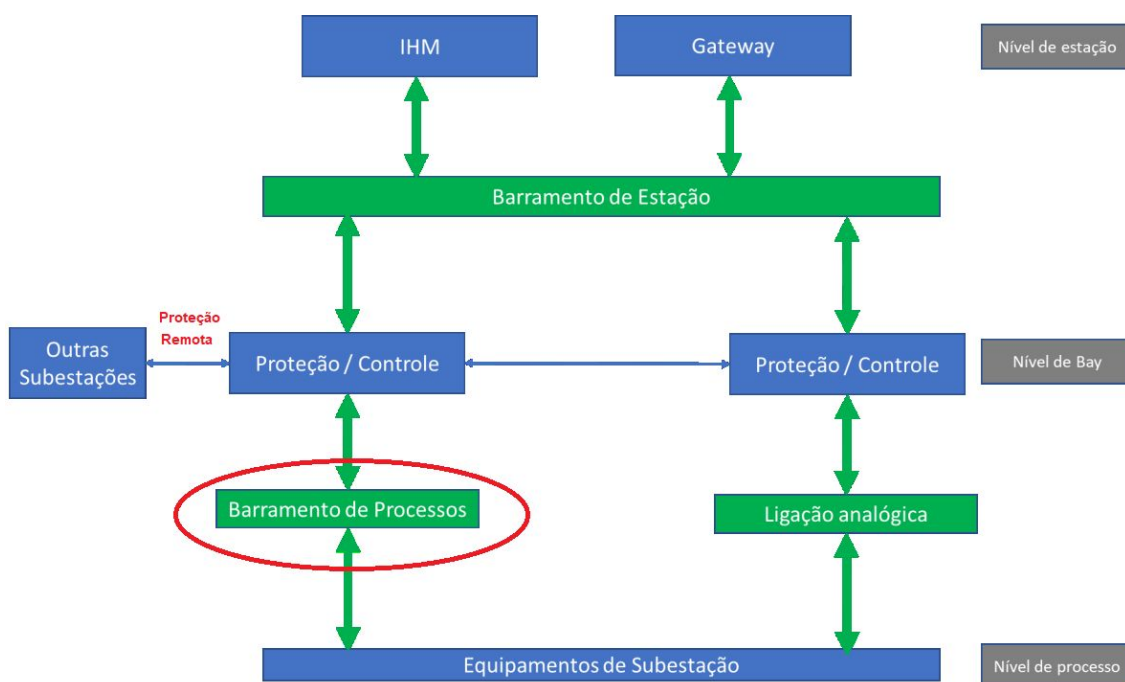 IHM
Gateway
Nível de estação
Barramento de Estação
Proteção
Remota
Outras
Subestações
Proteção / Controle
Proteção / Controle
Nível de Bay
Barramento de Processos
Ligação analógica
Equipamentos de Subestação
Nível de processo